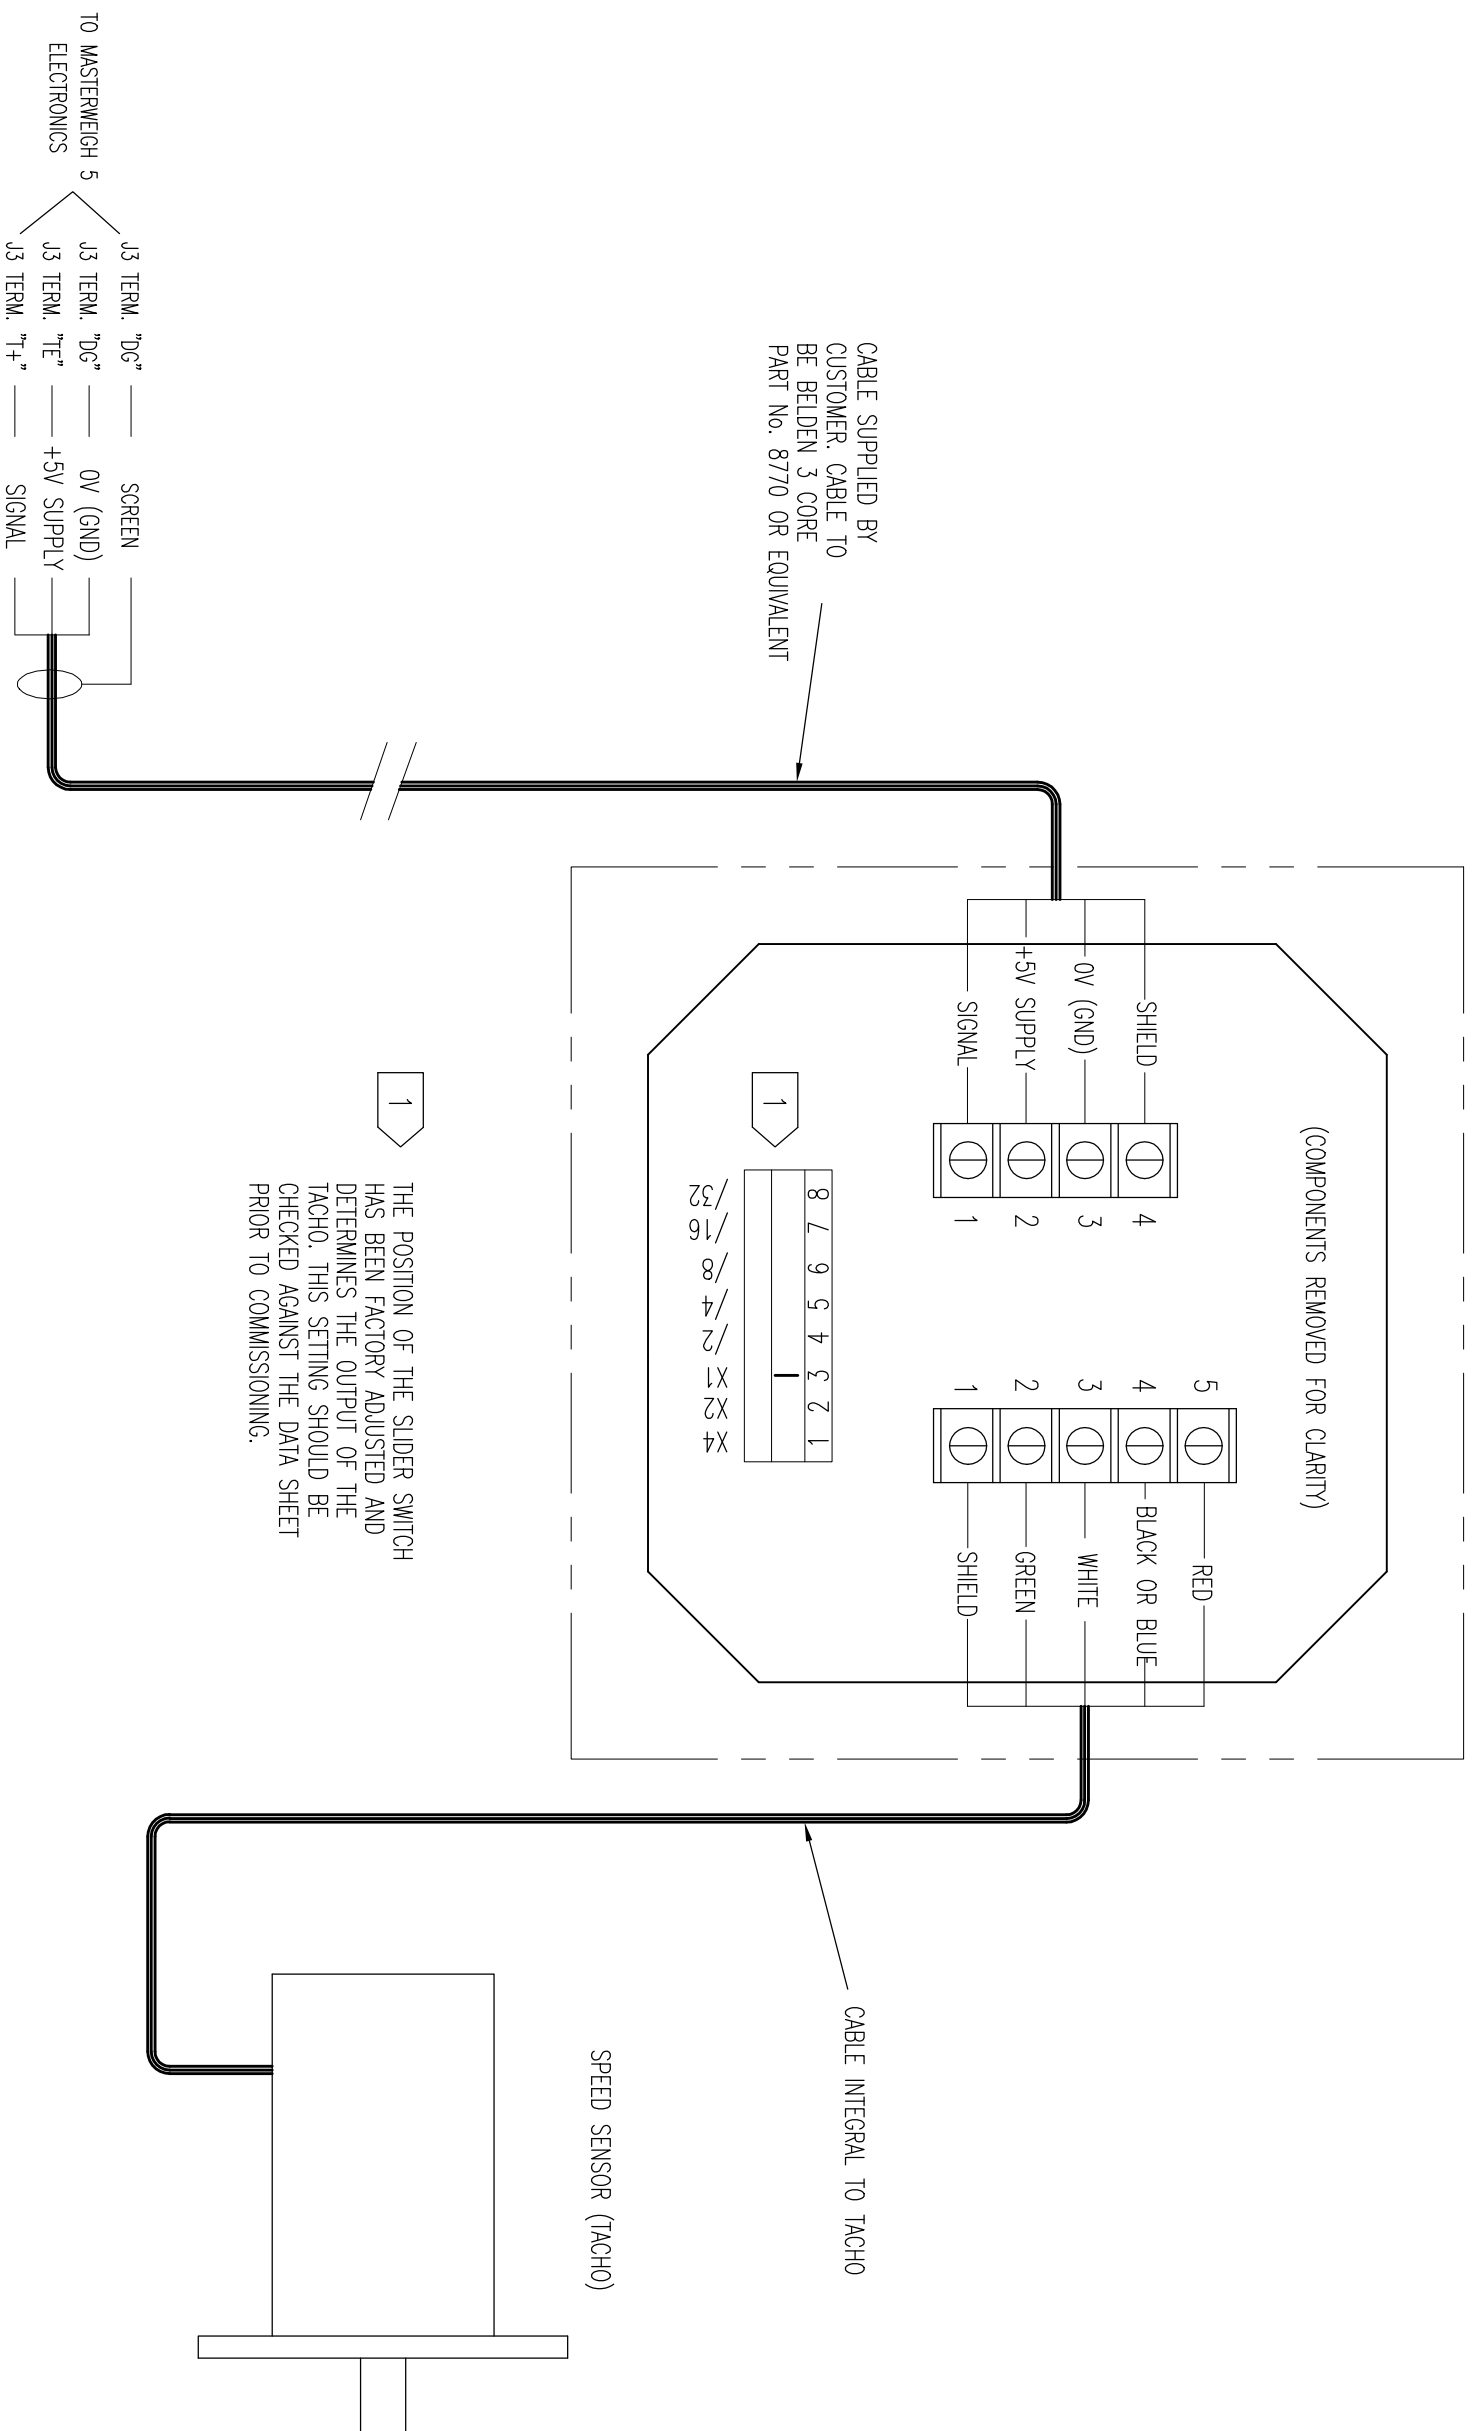 (COMPONENTS REMOVED FOR CLARITY)
SHIELD
0V (GND)
+5V SUPPLY
SIGNAL
4
3
2
1
5
4
3
2
1
RED
BLACK OR BLUE
WHITE
GREEN
SHIELD
1
8 7 6 5 4 3 2 1
/32 /16 /8 /4 /2 X1 X2 X4
CABLE SUPPLIED BY
CUSTOMER. CABLE TO
BE BELDEN 3 CORE
PART No. 8770 OR EQUIVALENT
CABLE INTEGRAL TO TACHO
SPEED SENSOR (TACHO)
1
THE POSITION OF THE SLIDER SWITCH
HAS BEEN FACTORY ADJUSTED AND
DETERMINES THE OUTPUT OF THE
TACHO. THIS SETTING SHOULD BE
CHECKED AGAINST THE DATA SHEET
PRIOR TO COMMISSIONING.
TO MASTERWEIGH 5
ELECTRONICS
J3 TERM. "DG" SCREEN
J3 TERM. "DG" 0V (GND)
J3 TERM. "TE" +5V SUPPLY
J3 TERM. "T+" SIGNAL